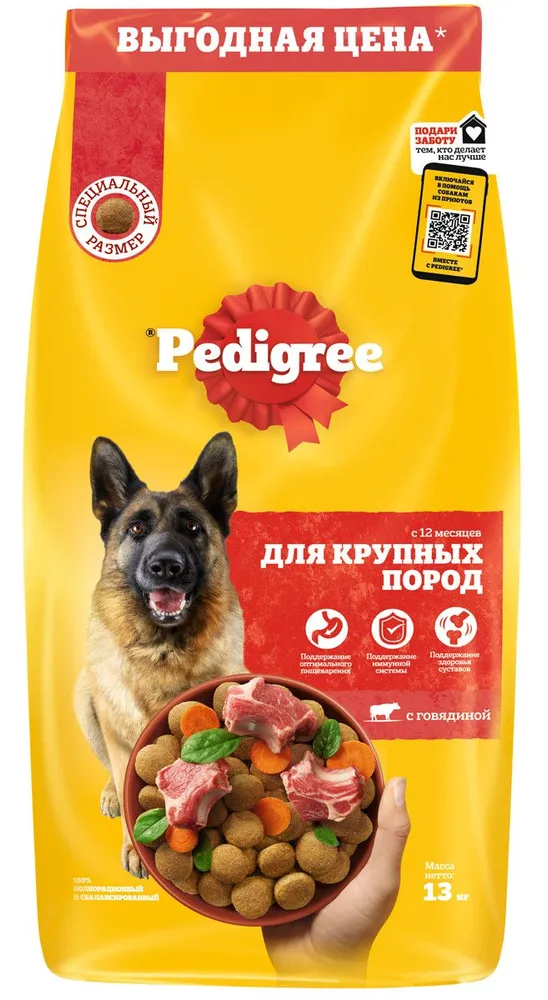 ВЫГОДНАЯ ЦЕНА*
ПОДАРИ
ЗАБОТУ
тем, кто делает
нас лучше
ВКЛЮЧАЙСЯ
В ПОМОЩЬ
СОБАКАМ
ИЗ ПРИЮТОВ
ВМЕСТЕ
С PEDIGREE®
СПЕЦИАЛЬНЫЙ
РАЗМЕР
®Pedigree
с 12 месяцев
ДЛЯ КРУПНЫХ
ПОРОД
Поддержание
оптимального
пищеварения
Поддержание
иммунной
системы
Поддержание
здоровья
суставов
с говядиной
100%
ПОЛНОРАЦИОННЫЙ
И СБАЛАНСИРОВАННЫЙ
Масса
нетто:
13 кг